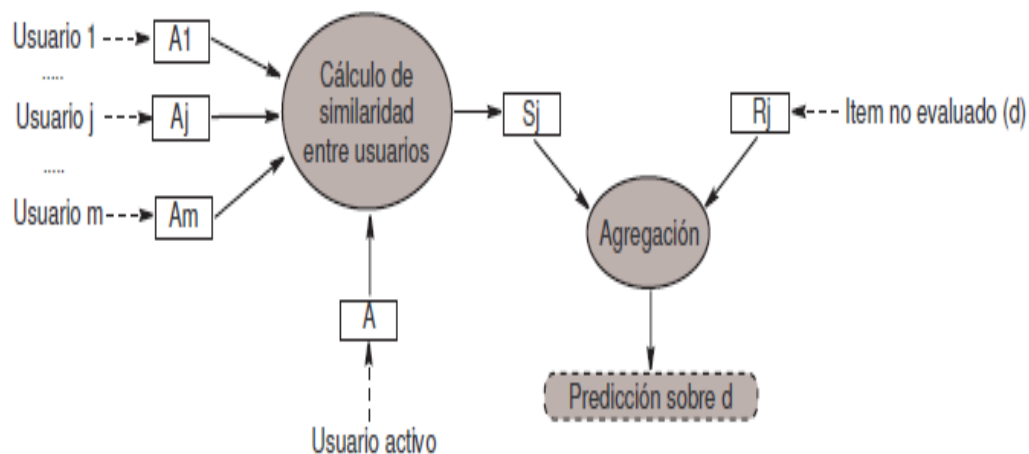 Usuario 1
A1
.....
Usuario j
Aj
.....
Usuario m
Am
Cálculo de
similaridad
entre usuarios
A
Usuario activo
Sj
Rj
Item no evaluado (d)
Agregación
Predicción sobre d